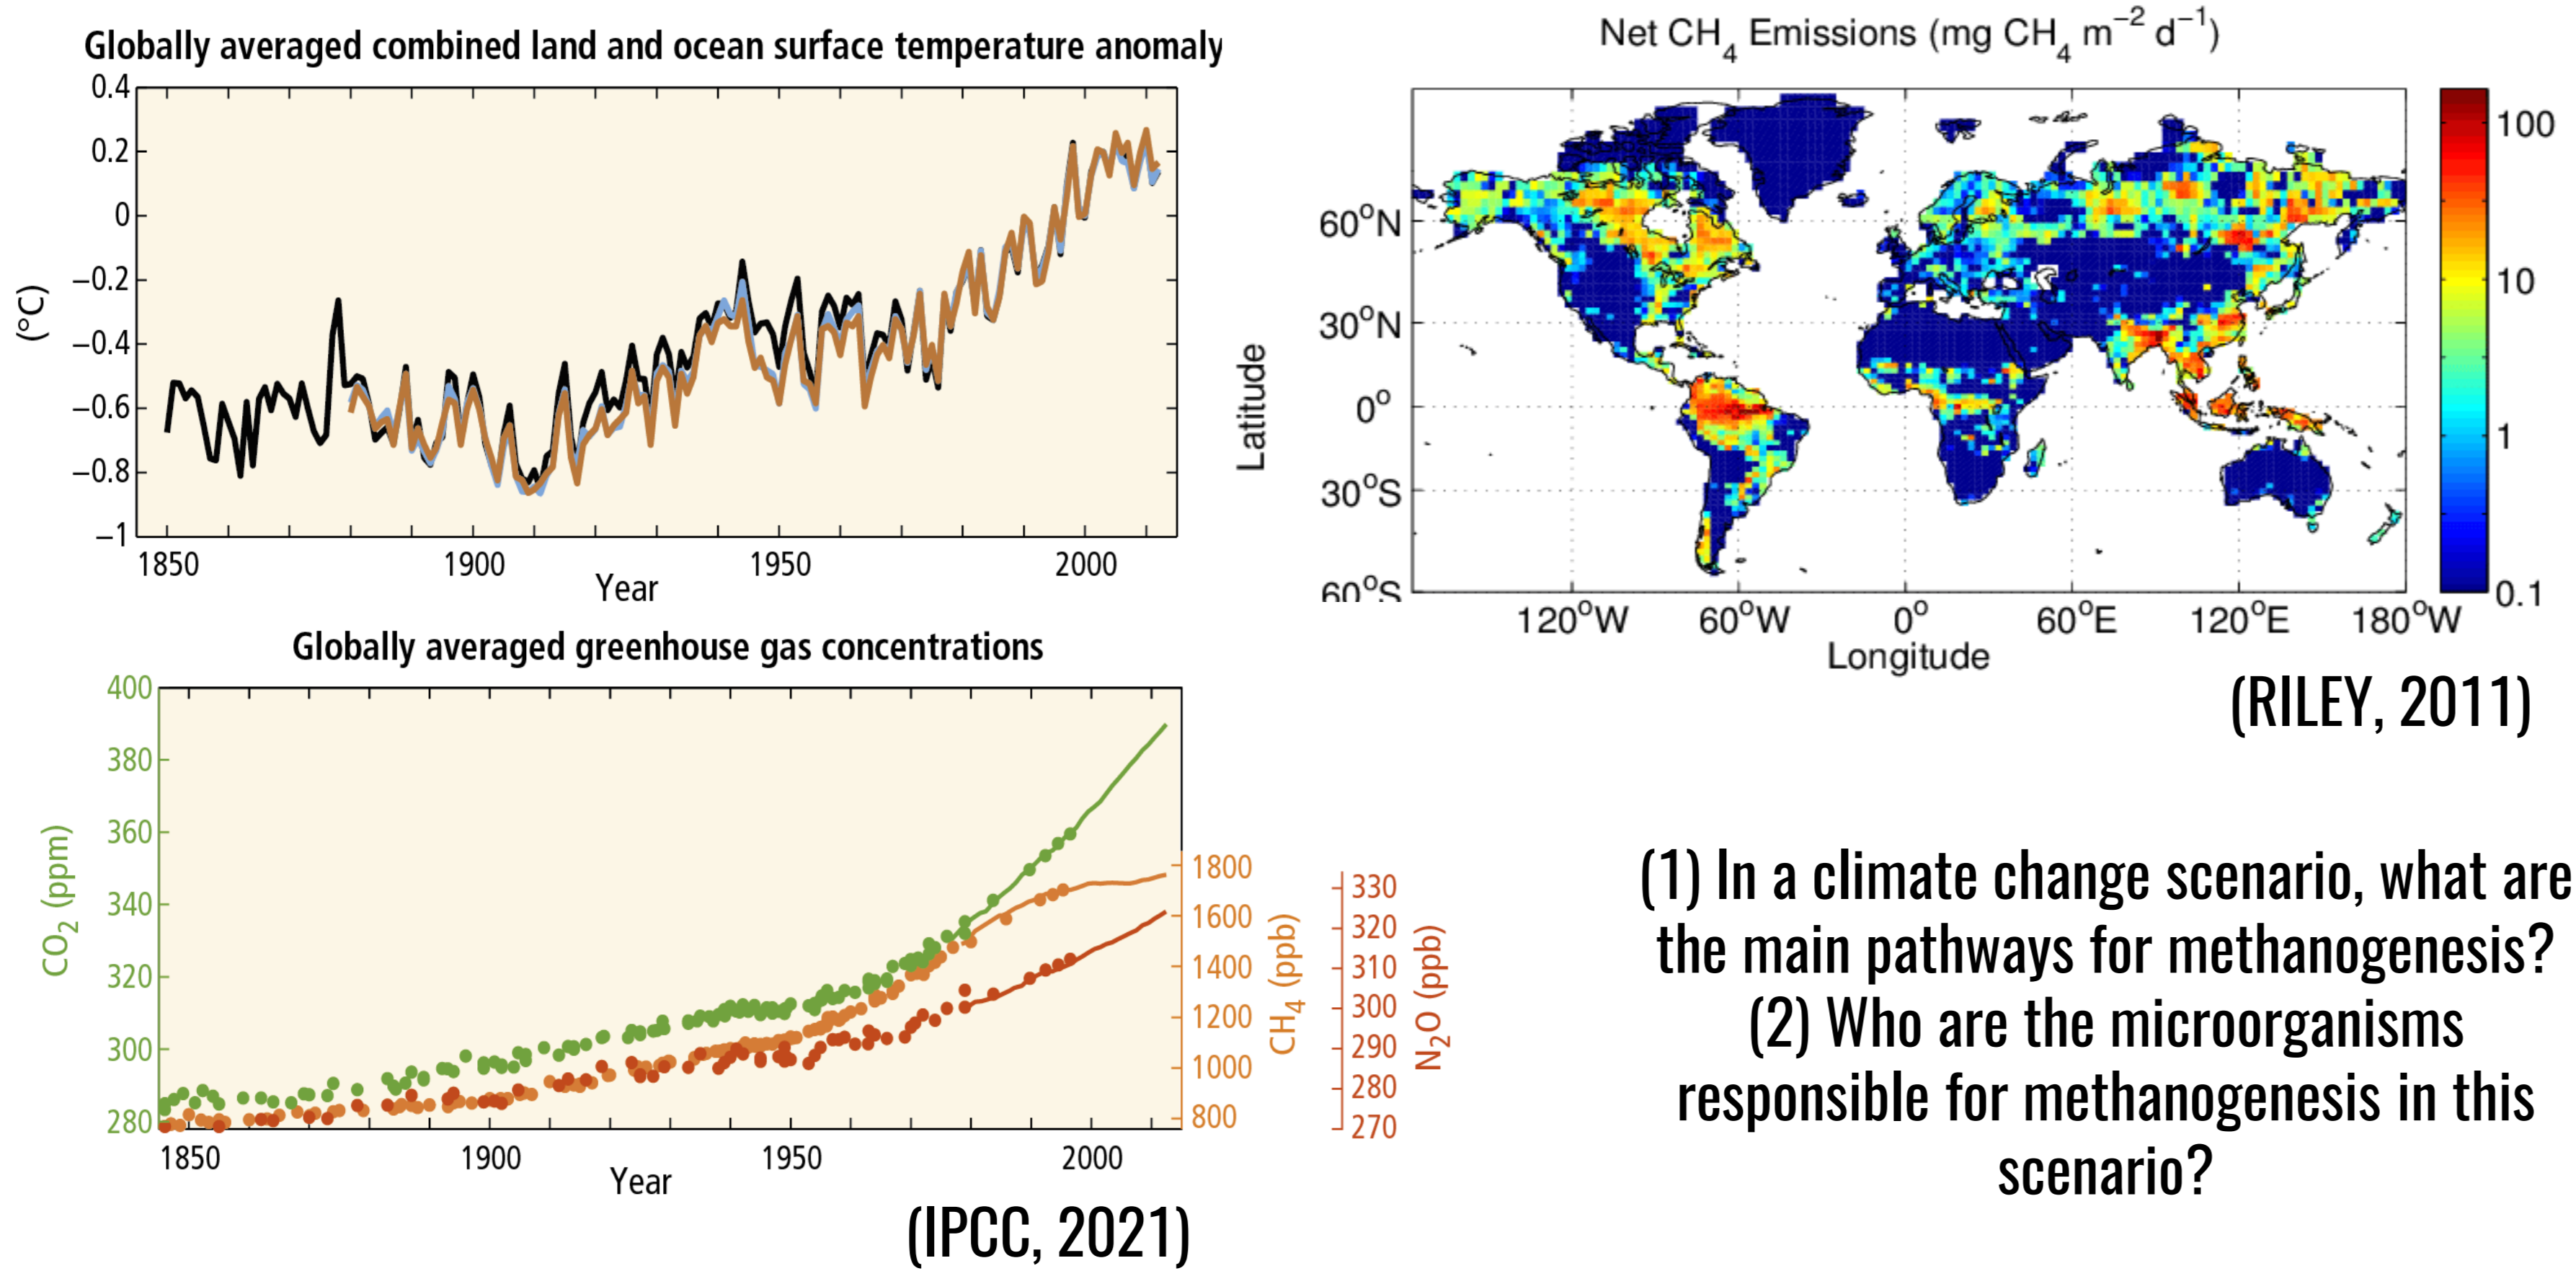 Globally averaged combined land and ocean surface temperature anomaly
0.4
0.2
0
−0.2
−0.4
−0.6
−0.8
−1
(°C)
1850 1900 1950 2000
Year
Globally averaged greenhouse gas concentrations
400
380
360
340
320
300
280
CO₂ (ppm)
1800
1600
1400
1200
1000
800
CH₄ (ppb)
330
320
310
300
290
280
270
N₂O (ppb)
1850 1900 1950 2000
Year
(IPCC, 2021)
Net CH₄ Emissions (mg CH₄ m⁻² d⁻¹)
60°N
30°N
0°
30°S
60°S
Latitude
120°W 60°W 0° 60°E 120°E 180°W
Longitude
100
10
1
0.1
(RILEY, 2011)
(1) In a climate change scenario, what are
the main pathways for methanogenesis?
(2) Who are the microorganisms
responsible for methanogenesis in this
scenario?